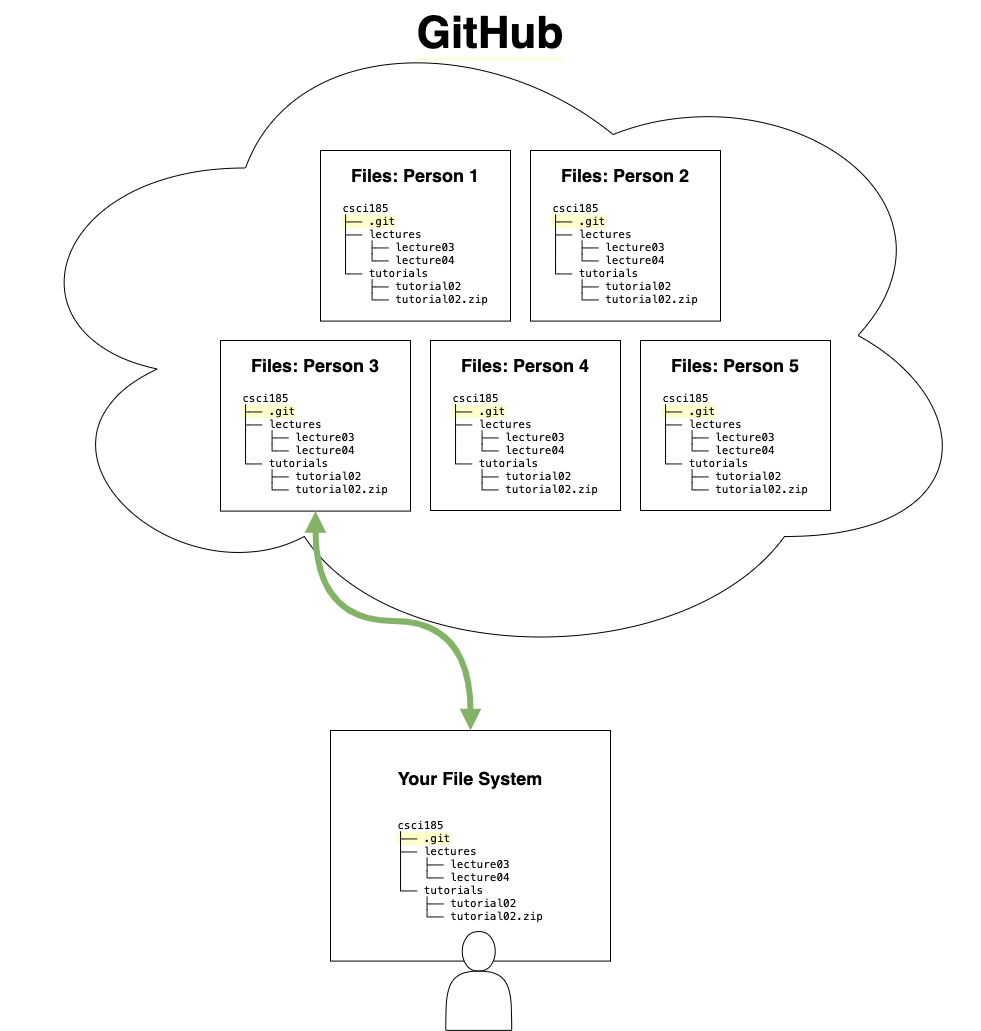 GitHub
Files: Person 1
csci185
├── .git
├── lectures
│   ├── lecture03
│   └── lecture04
└── tutorials
    ├── tutorial02
    └── tutorial02.zip
Files: Person 2
csci185
├── .git
├── lectures
│   ├── lecture03
│   └── lecture04
└── tutorials
    ├── tutorial02
    └── tutorial02.zip
Files: Person 3
csci185
├── .git
├── lectures
│   ├── lecture03
│   └── lecture04
└── tutorials
    ├── tutorial02
    └── tutorial02.zip
Files: Person 4
csci185
├── .git
├── lectures
│   ├── lecture03
│   └── lecture04
└── tutorials
    ├── tutorial02
    └── tutorial02.zip
Files: Person 5
csci185
├── .git
├── lectures
│   ├── lecture03
│   └── lecture04
└── tutorials
    ├── tutorial02
    └── tutorial02.zip
Your File System
csci185
├── .git
├── lectures
│   ├── lecture03
│   └── lecture04
└── tutorials
    ├── tutorial02
    └── tutorial02.zip